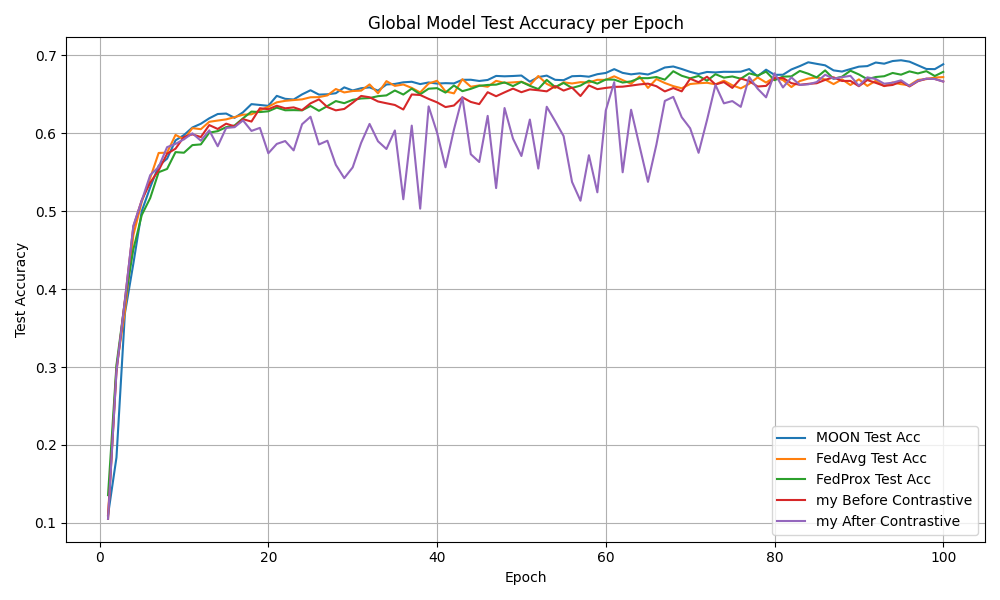 Global Model Test Accuracy per Epoch
0.7
0.6
0.5
0.4
0.3
0.2
0.1
Test Accuracy
0 20 40 60 80 100
Epoch
MOON Test Acc
FedAvg Test Acc
FedProx Test Acc
my Before Contrastive
my After Contrastive